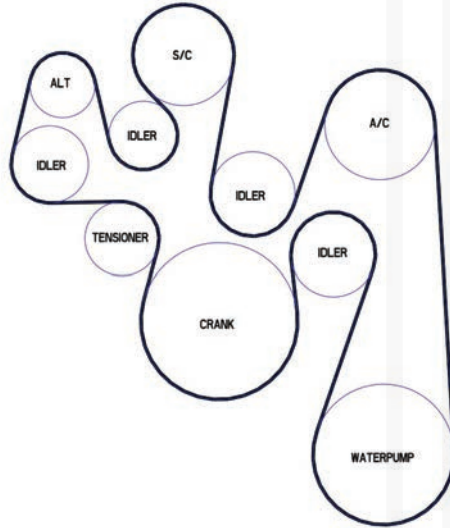 S/C
ALT
A/C
IDLER
IDLER
IDLER
TENSIONER
IDLER
CRANK
WATERPUMP